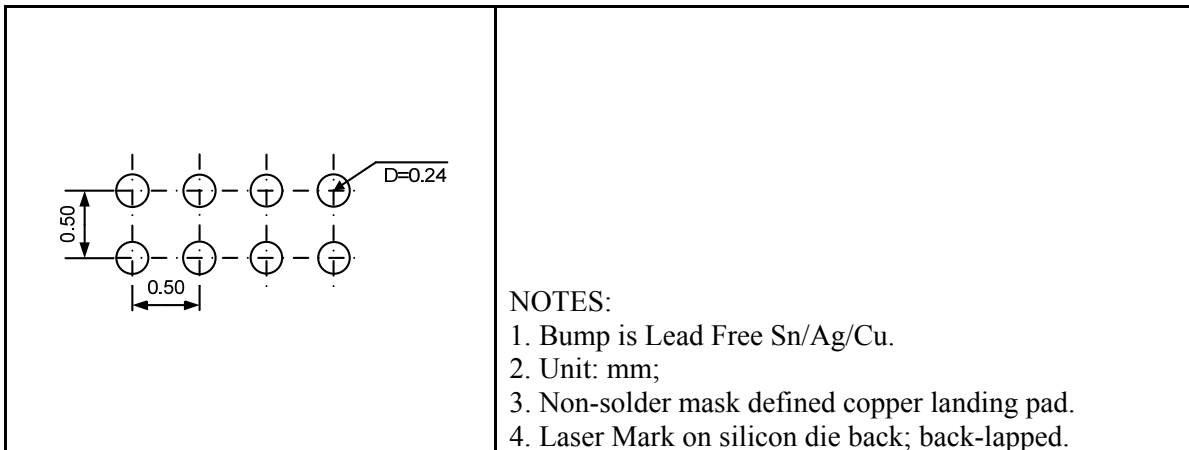 D=0.24
0.50
0.50
NOTES:
1. Bump is Lead Free Sn/Ag/Cu.
2. Unit: mm;
3. Non-solder mask defined copper landing pad.
4. Laser Mark on silicon die back; back-lapped.